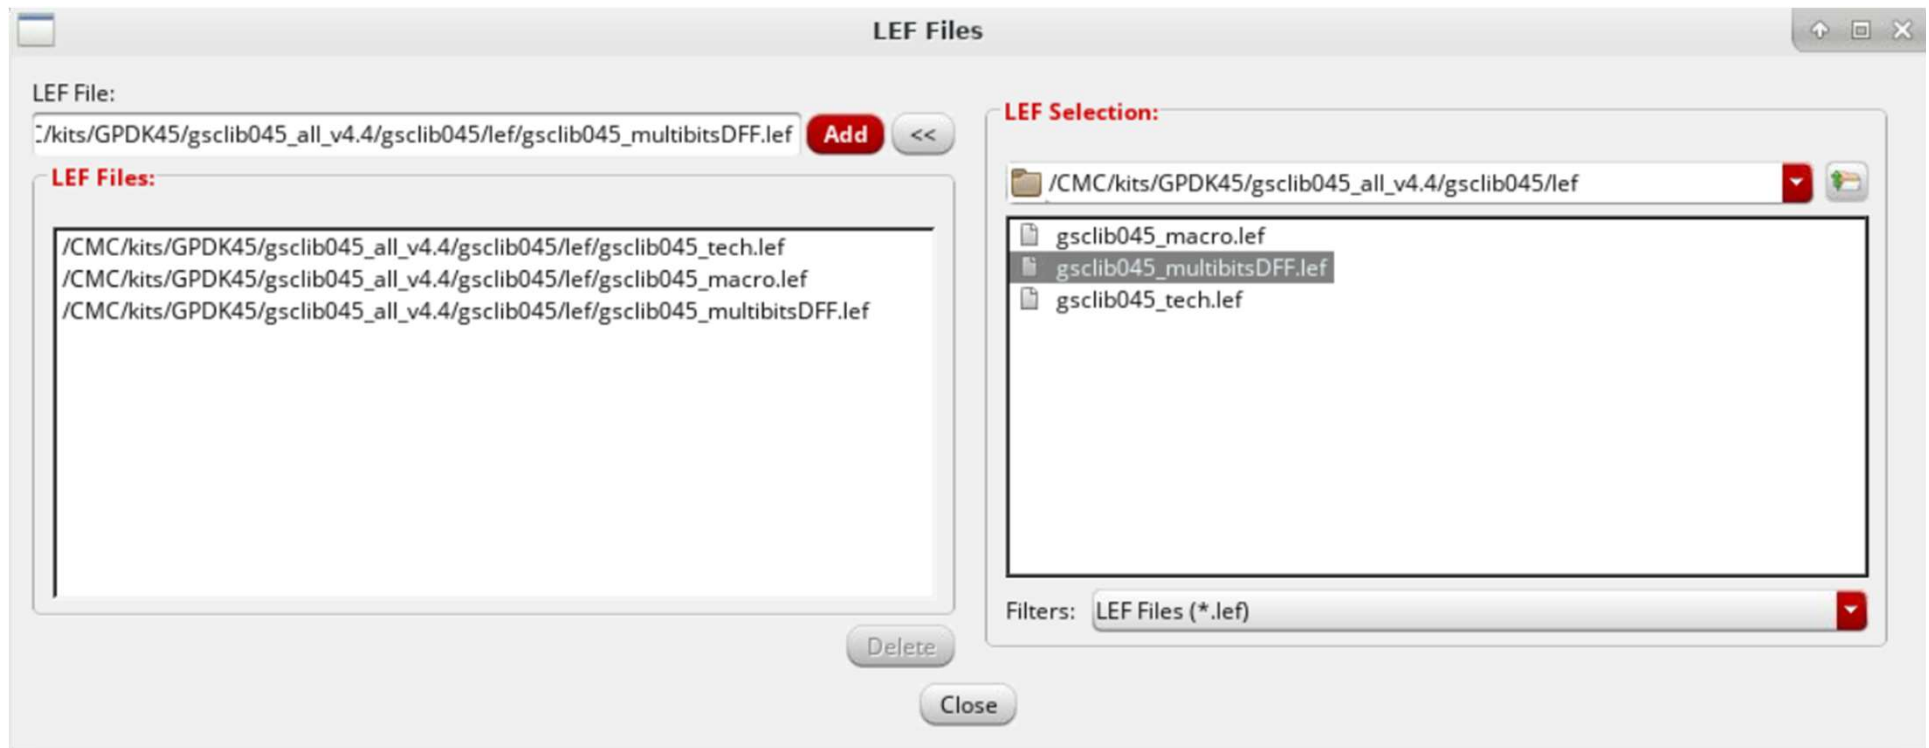 LEF Files
LEF File:
:/kits/GPDK45/gsclib045_all_v4.4/gsclib045/lef/gsclib045_multibitsDFF.lef Add <<
LEF Files:
/CMC/kits/GPDK45/gsclib045_all_v4.4/gsclib045/lef/gsclib045_tech.lef
/CMC/kits/GPDK45/gsclib045_all_v4.4/gsclib045/lef/gsclib045_macro.lef
/CMC/kits/GPDK45/gsclib045_all_v4.4/gsclib045/lef/gsclib045_multibitsDFF.lef
Delete
LEF Selection:
/CMC/kits/GPDK45/gsclib045_all_v4.4/gsclib045/lef
gsclib045_macro.lef
gsclib045_multibitsDFF.lef
gsclib045_tech.lef
Filters: LEF Files (*.lef)
Close